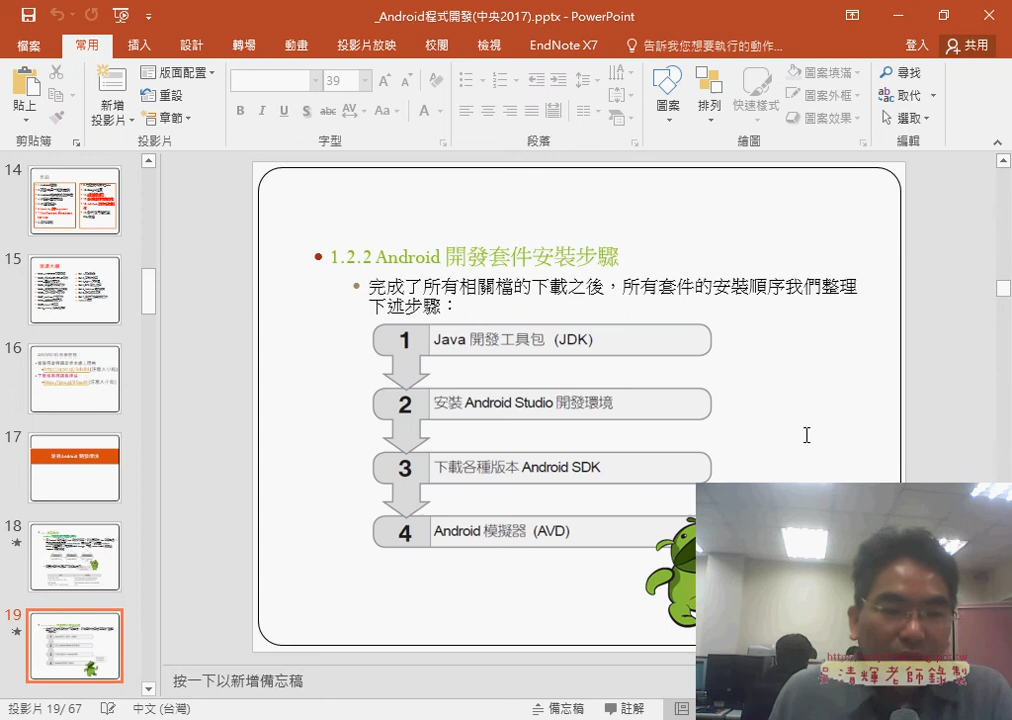 _Android程式開發(中央2017).pptx - PowerPoint
檔案 常用 插入 設計 轉場 動畫 投影片放映 校閱 檢視 EndNote X7 告訴我您想要執行的動作... 登入 共用
貼上 新增投影片 版面配置 重設 章節
39
B I U S abc AV Aa A
圖案 排列 快速樣式 圖案填滿 圖案外框 圖案效果
尋找 取代 選取
剪貼簿 投影片 字型 段落 繪圖 編輯
14
15
16
17
18
19
1.2.2 Android 開發套件安裝步驟
完成了所有相關檔的下載之後，所有套件的安裝順序我們整理
下述步驟：
1 Java 開發工具包 (JDK)
2 安裝 Android Studio 開發環境
3 下載各種版本 Android SDK
4 Android 模擬器 (AVD)
吳清輝老師錄製
按一下以新增備忘稿
投影片 19/67 中文 (台灣) 備忘稿 註解